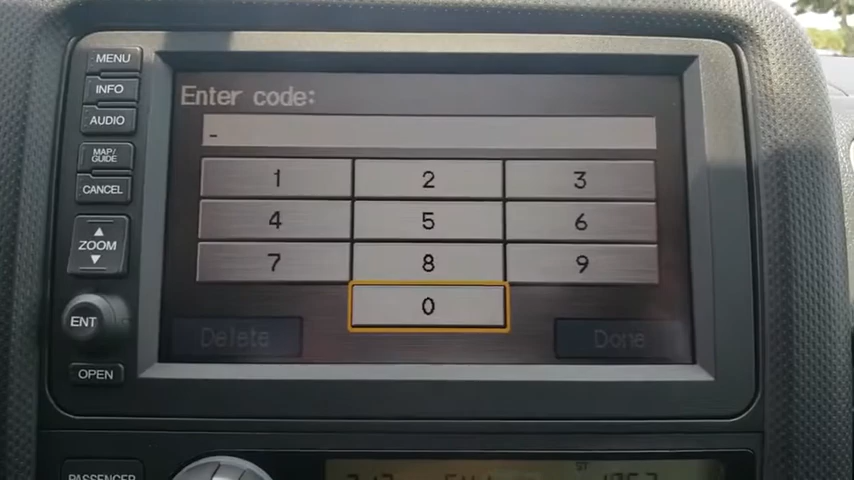 MENU
INFO
AUDIO
MAP/
GUIDE
CANCEL
ZOOM
ENT
OPEN
Enter code:
-
1 2 3
4 5 6
7 8 9
0
Delete Done
PASSENGER